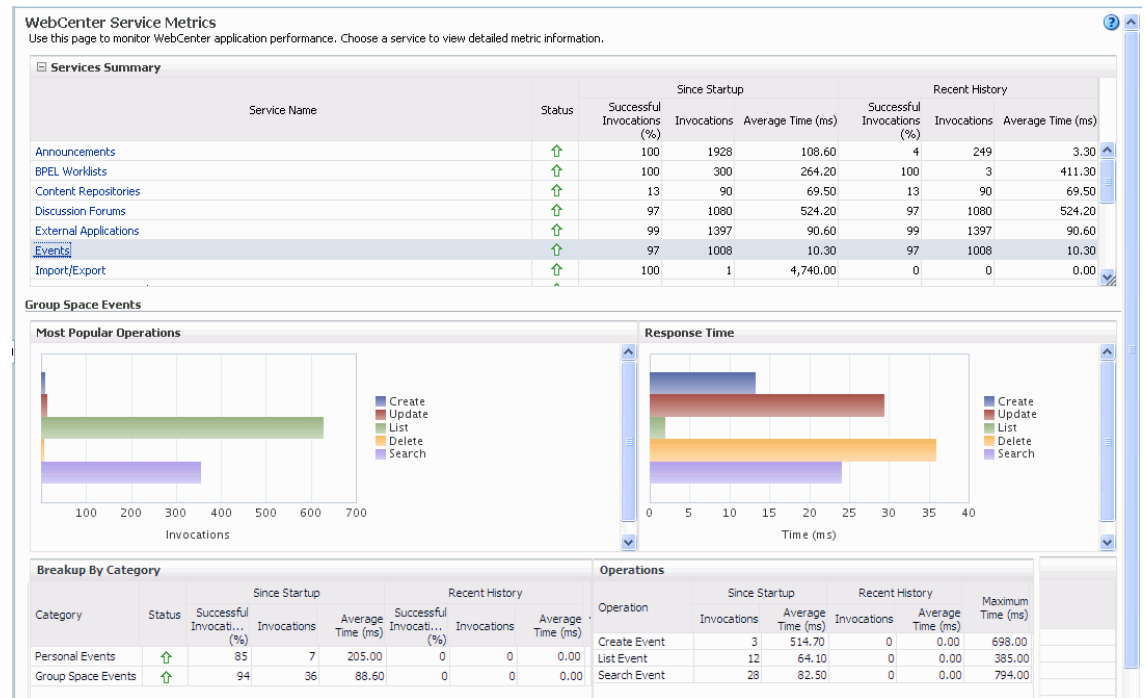 WebCenter Service Metrics
Use this page to monitor WebCenter application performance. Choose a service to view detailed metric information.
Services Summary
Service Name Status Since Startup Recent History
Successful Invocations (%) Invocations Average Time (ms) Successful Invocations (%) Invocations Average Time (ms)
Announcements 100 1928 108.60 4 249 3.30
BPEL Worklists 100 300 264.20 100 3 411.30
Content Repositories 13 90 69.50 13 90 69.50
Discussion Forums 97 1080 524.20 97 1080 524.20
External Applications 99 1397 90.60 99 1397 90.60
Events 97 1008 10.30 97 1008 10.30
Import/Export 100 1 4,740.00 0 0 0.00
Group Space Events
Most Popular Operations
Create
Update
List
Delete
Search
100 200 300 400 500 600 700
Invocations
Response Time
Create
Update
List
Delete
Search
0 5 10 15 20 25 30 35 40
Time (ms)
Breakup By Category
Category Status Since Startup Recent History
Successful Invocati... (%) Invocations Average Time (ms) Successful Invocati... (%) Invocations Average Time (ms)
Personal Events 85 7 205.00 0 0 0.00
Group Space Events 94 36 88.60 0 0 0.00
Operations
Operation Since Startup Recent History Maximum Time (ms)
Invocations Average Time (ms) Invocations Average Time (ms)
Create Event 3 514.70 0 0.00 698.00
List Event 12 64.10 0 0.00 385.00
Search Event 28 82.50 0 0.00 794.00